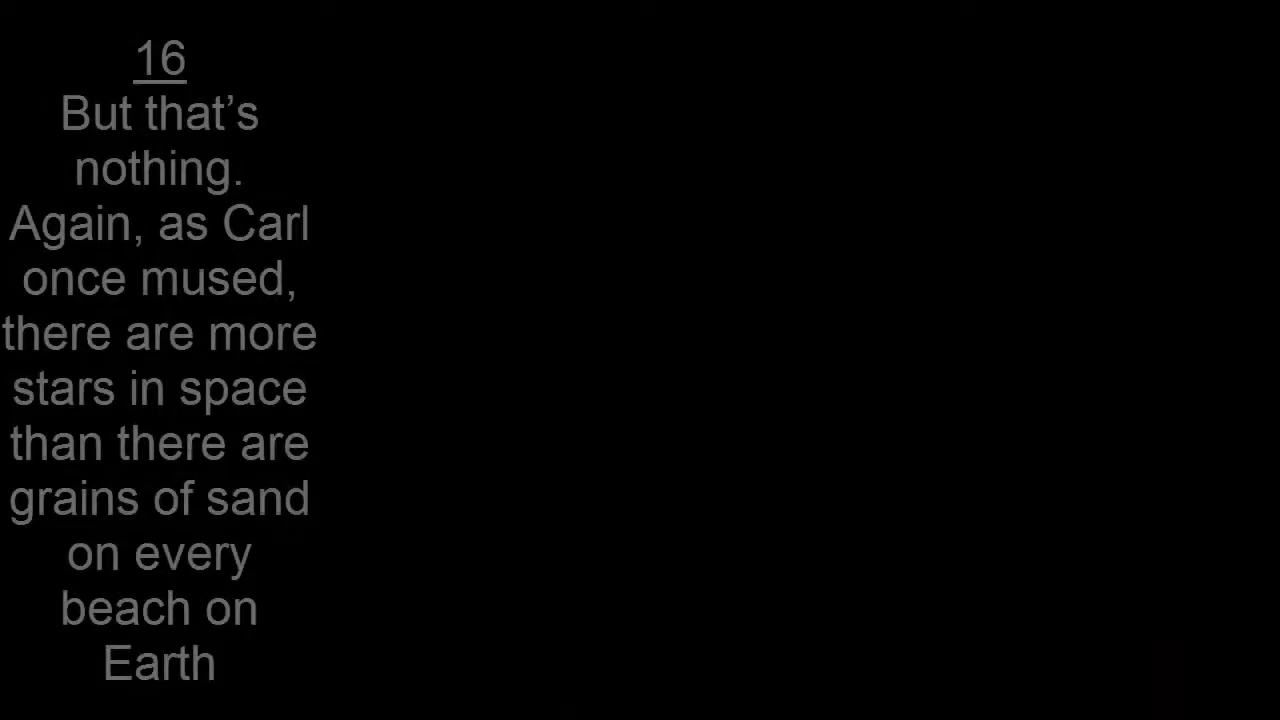 16
But that’s
nothing.
Again, as Carl
once mused,
there are more
stars in space
than there are
grains of sand
on every
beach on
Earth